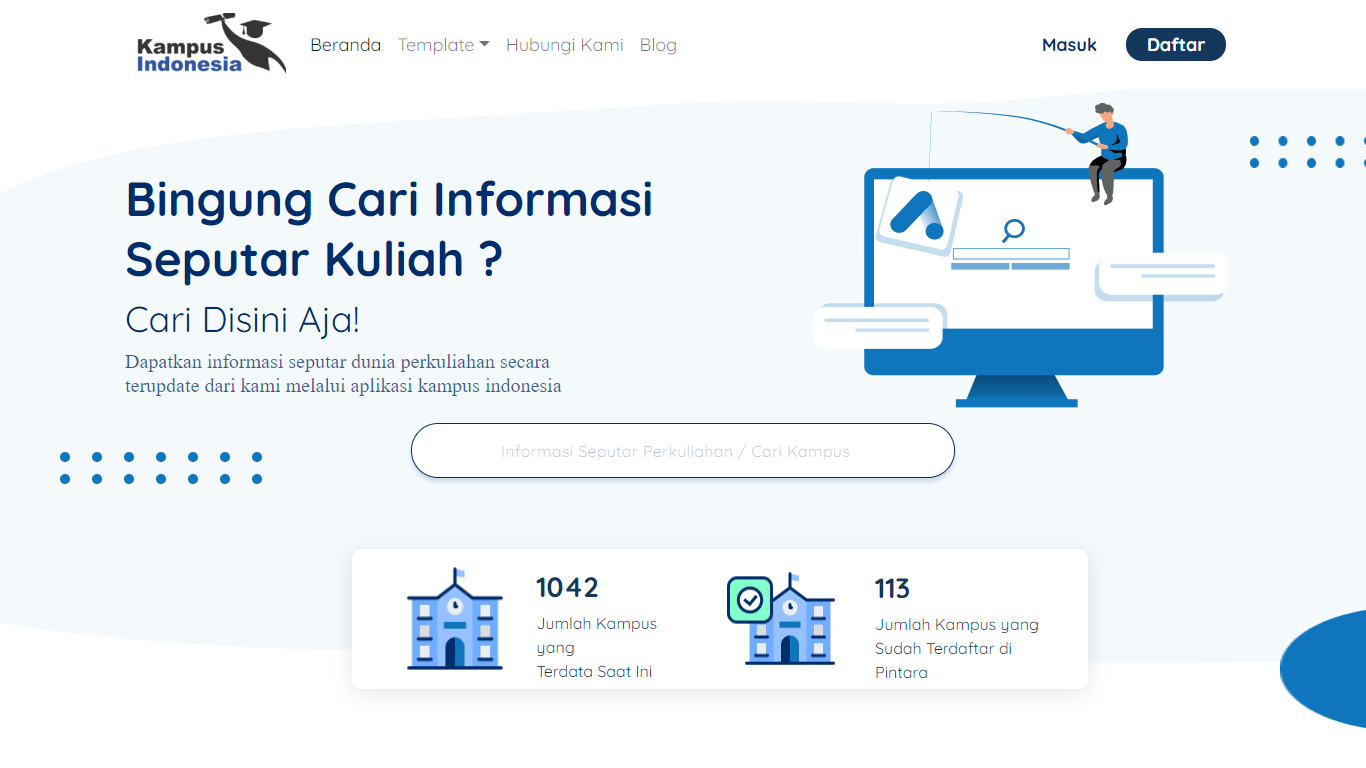 Kampus
Indonesia
Beranda
Template
Hubungi Kami
Blog
Masuk
Daftar
Bingung Cari Informasi
Seputar Kuliah ?
Cari Disini Aja!
Dapatkan informasi seputar dunia perkuliahan secara
terupdate dari kami melalui aplikasi kampus indonesia
Informasi Seputar Perkuliahan / Cari Kampus
1042
Jumlah Kampus
yang
Terdata Saat Ini
113
Jumlah Kampus yang
Sudah Terdaftar di
Pintara